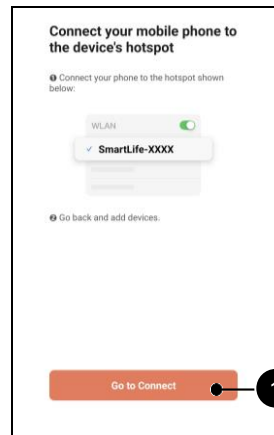 Connect your mobile phone to
the device's hotspot
❶ Connect your phone to the hotspot shown
below:
WLAN
✓ SmartLife-XXXX
❷ Go back and add devices.
Go to Connect
1